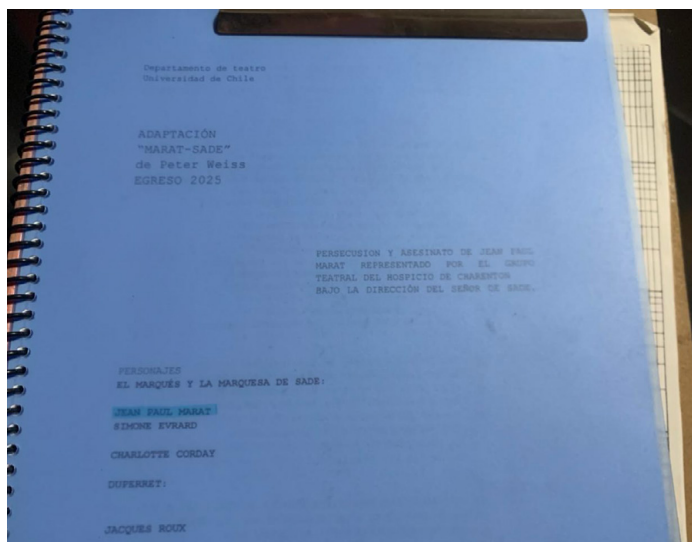 Departamento de teatro
Universidad de Chile
ADAPTACIÓN
"MARAT-SADE"
de Peter Weiss
EGRESO 2025
PERSECUSION Y ASESINATO DE JEAN PAUL
MARAT REPRESENTADO POR EL GRUPO
TEATRAL DEL HOSPICIO DE CHARENTON
BAJO LA DIRECCIÓN DEL SEÑOR DE SADE.
PERSONAJES
EL MARQUÉS Y LA MARQUESA DE SADE:
JEAN PAUL MARAT
SIMONE EVRARD
CHARLOTTE CORDAY
DUPERRET:
JACQUES ROUX